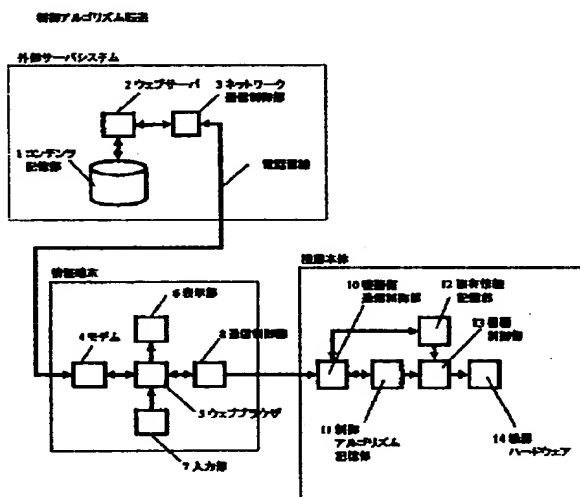 制御アルゴリズム転送
外部サーバシステム
2 ウェブサーバ
3 ネットワーク
通信制御部
1 コンテンツ
記憶部
電話回線
情報端末
6 表示部
4 モデム
8 通信制御部
5 ウェブブラウザ
7 入力部
機器本体
10 機器側
通信制御部
12 固有性能
記憶部
13 機器
制御部
11 制御
アルゴリズム
記憶部
14 機器
ハードウェア